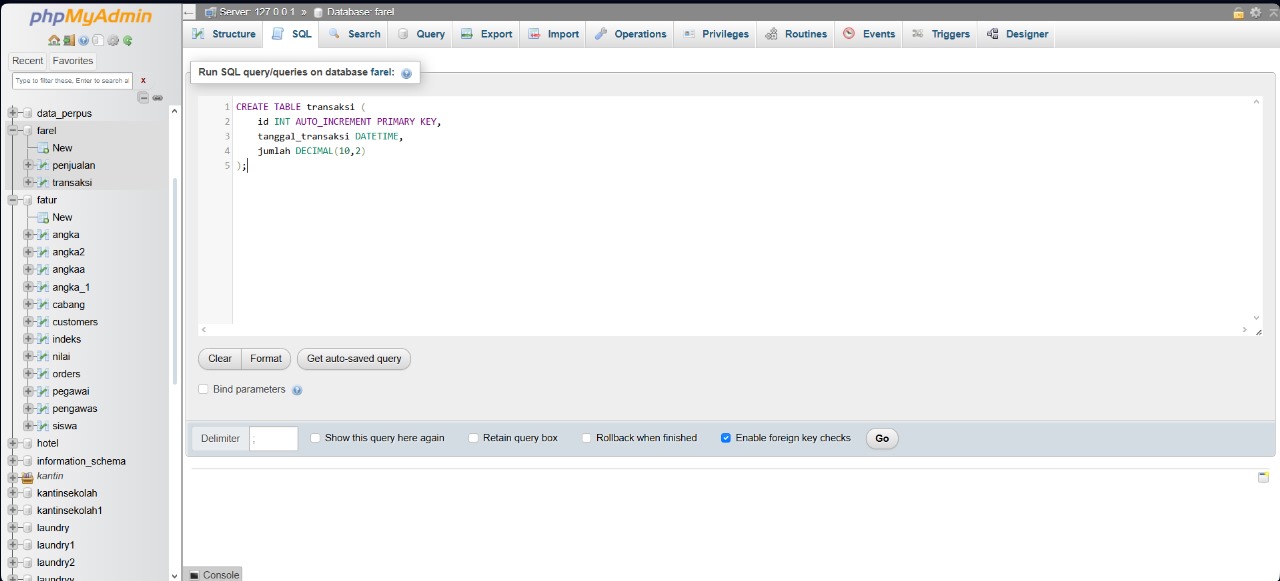 phpMyAdmin
Recent Favorites
Type to filter these, Enter to search al X
data_perpus
farel
New
penjualan
transaksi
fatur
New
angka
angka2
angkaa
angka_1
cabang
customers
indeks
nilai
orders
pegawai
pengawas
siswa
hotel
information_schema
kantin
kantinsekolah
kantinsekolah1
laundry
laundry1
laundry2
laundryy
Server: 127.0.0.1 » Database: farel
Structure SQL Search Query Export Import Operations Privileges Routines Events Triggers Designer
Run SQL query/queries on database farel:
1 CREATE TABLE transaksi (
2 id INT AUTO_INCREMENT PRIMARY KEY,
3 tanggal_transaksi DATETIME,
4 jumlah DECIMAL(10,2)
5 );
Clear Format Get auto-saved query
Bind parameters
Delimiter ; Show this query here again Retain query box Rollback when finished Enable foreign key checks Go
Console